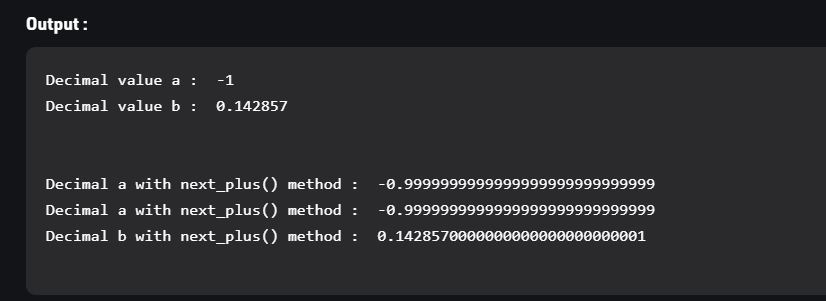 Output :
Decimal value a :  -1
Decimal value b :  0.142857
Decimal a with next_plus() method :  -0.9999999999999999999999999999
Decimal a with next_plus() method :  -0.9999999999999999999999999999
Decimal b with next_plus() method :  0.1428570000000000000000000001